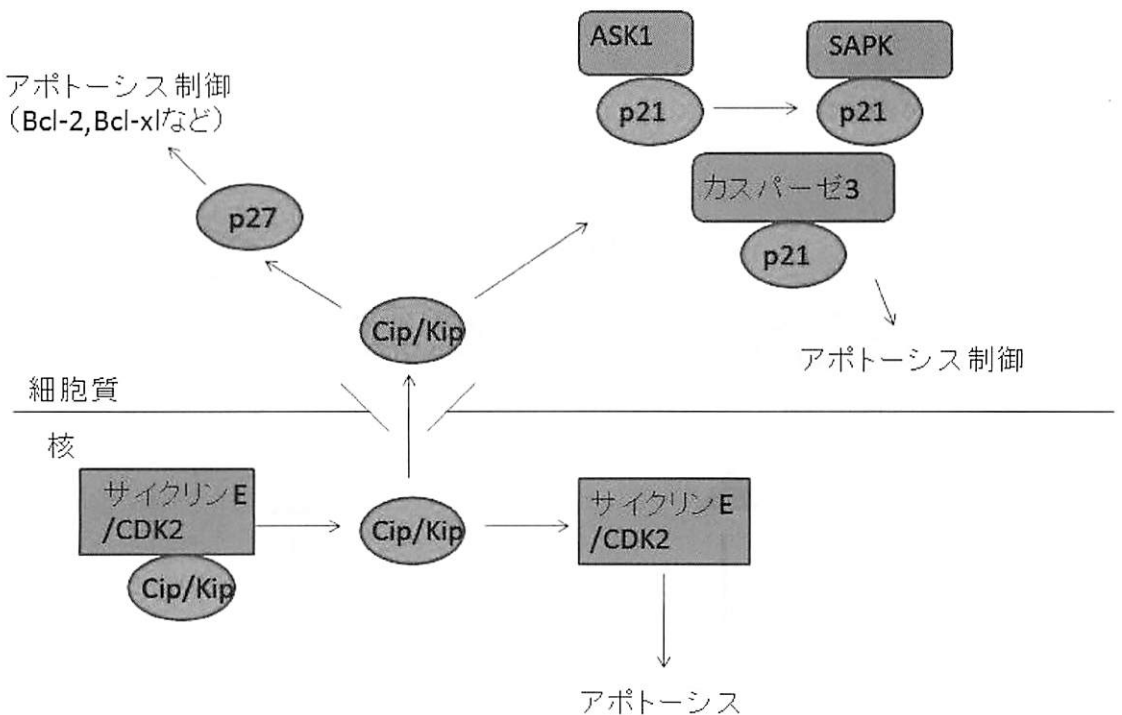 ASK1
SAPK
アポトーシス制御
（Bcl-2,Bcl-xlなど）
p21
p21
カスパーゼ3
p27
p21
Cip/Kip
アポトーシス制御
細胞質
核
サイクリンE
/CDK2
Cip/Kip
サイクリンE
/CDK2
Cip/Kip
アポトーシス